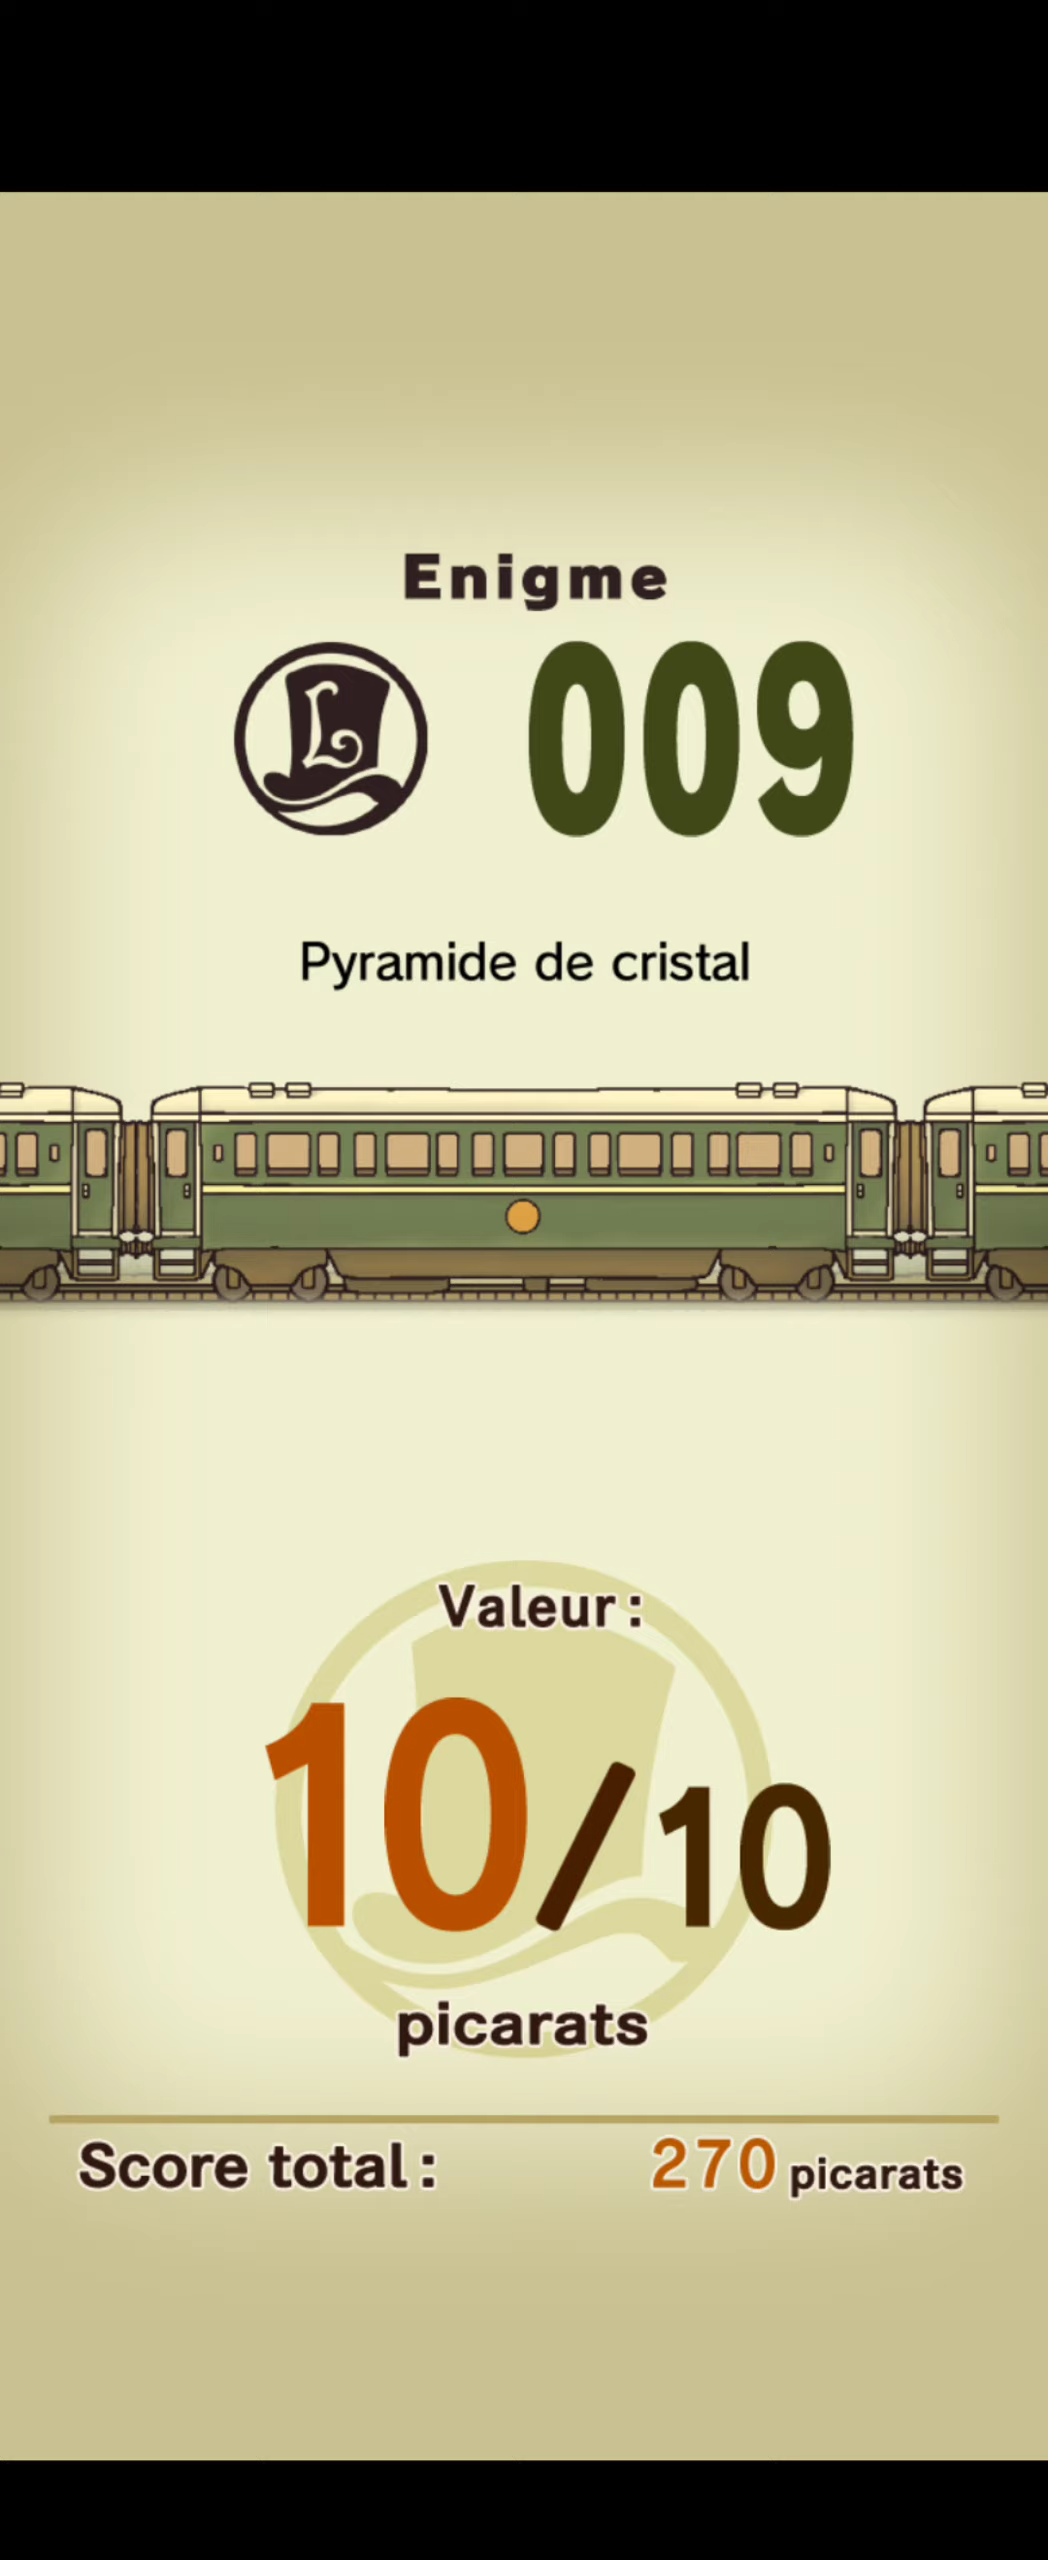 Enigme
L 009
Pyramide de cristal
Valeur :
10/10
picarats
Score total : 270 picarats